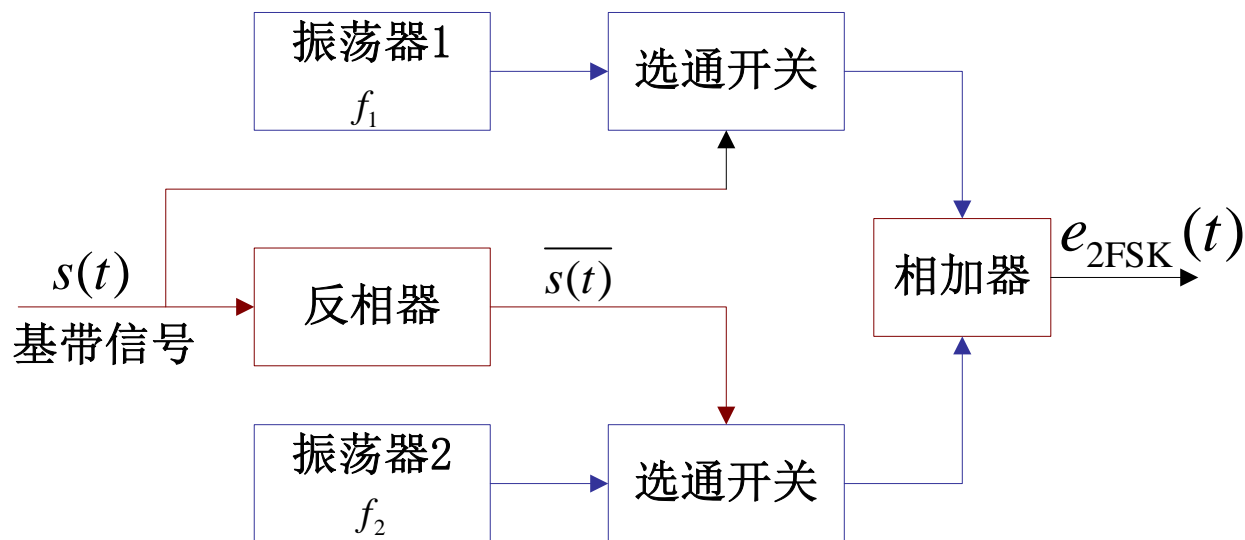 振荡器1
f₁
选通开关
s(t)
基带信号
反相器
s(t)
相加器
e₂FSK(t)
振荡器2
f₂
选通开关